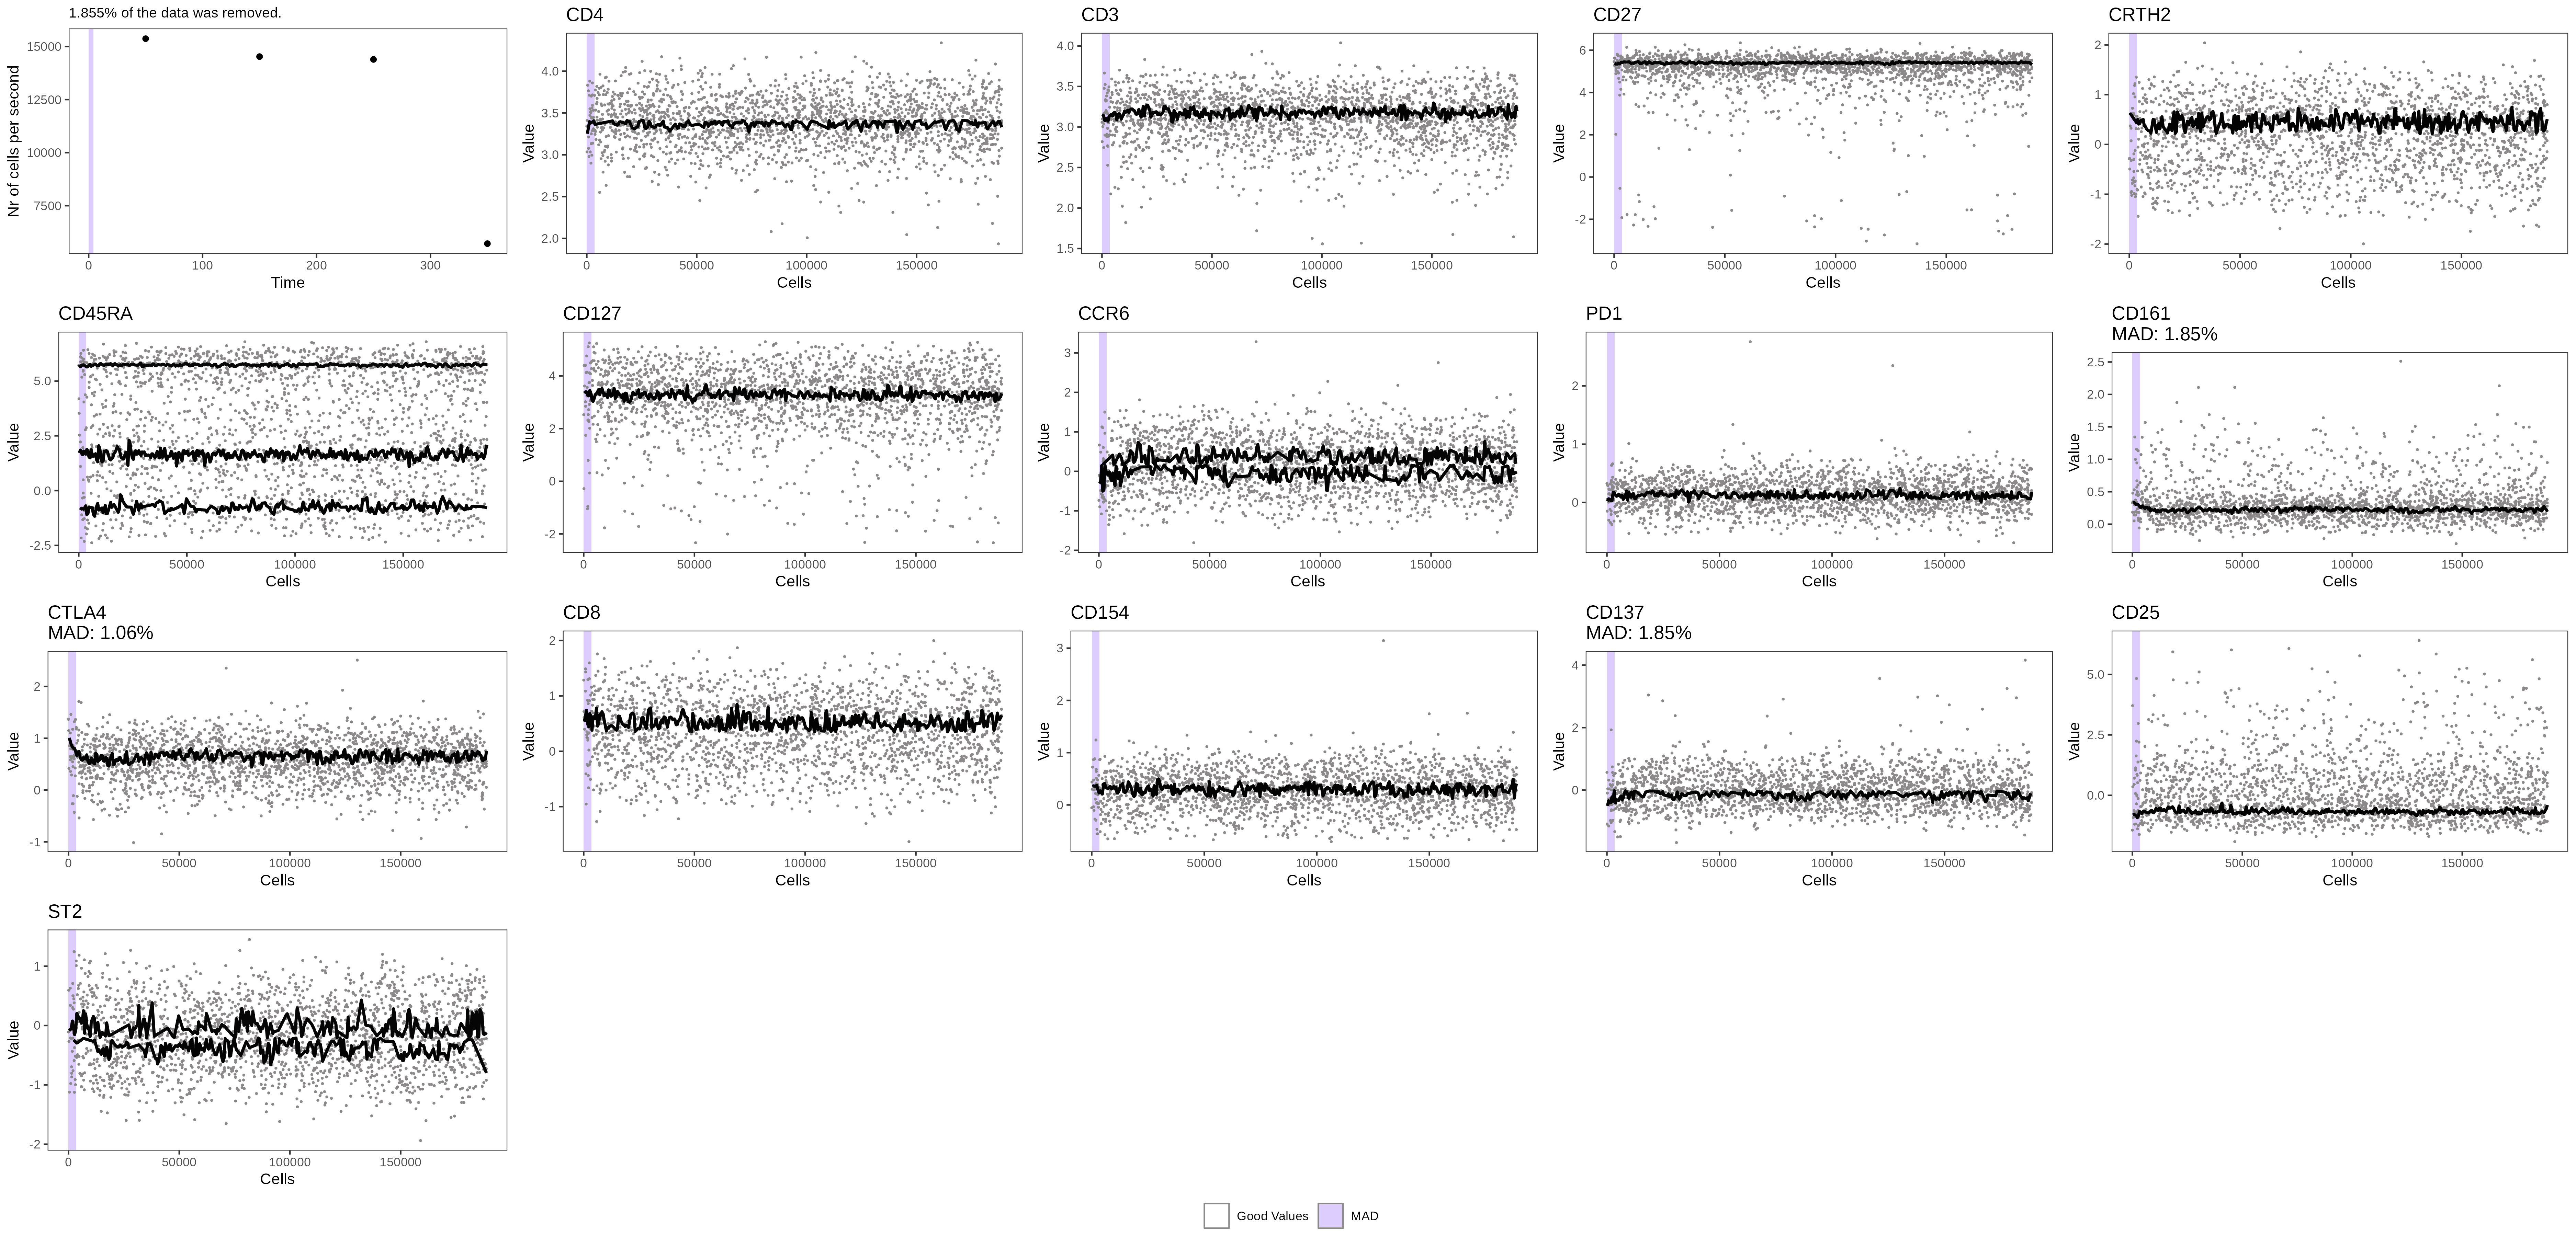 1.855% of the data was removed.
Nr of cells per second
15000
12500
10000
7500
0 100 200 300
Time
CD4
Value
4.0
3.5
3.0
2.5
2.0
0 50000 100000 150000
Cells
CD3
Value
4.0
3.5
3.0
2.5
2.0
1.5
0 50000 100000 150000
Cells
CD27
Value
6
4
2
0
-2
0 50000 100000 150000
Cells
CRTH2
Value
2
1
0
-1
-2
0 50000 100000 150000
Cells
CD45RA
Value
5.0
2.5
0.0
-2.5
0 50000 100000 150000
Cells
CD127
Value
4
2
0
-2
0 50000 100000 150000
Cells
CCR6
Value
3
2
1
0
-1
-2
0 50000 100000 150000
Cells
PD1
Value
2
1
0
0 50000 100000 150000
Cells
CD161
MAD: 1.85%
Value
2.5
2.0
1.5
1.0
0.5
0.0
0 50000 100000 150000
Cells
CTLA4
MAD: 1.06%
Value
2
1
0
-1
0 50000 100000 150000
Cells
CD8
Value
2
1
0
-1
0 50000 100000 150000
Cells
CD154
Value
3
2
1
0
0 50000 100000 150000
Cells
CD137
MAD: 1.85%
Value
4
2
0
0 50000 100000 150000
Cells
CD25
Value
5.0
2.5
0.0
0 50000 100000 150000
Cells
ST2
Value
1
0
-1
-2
0 50000 100000 150000
Cells
Good Values MAD